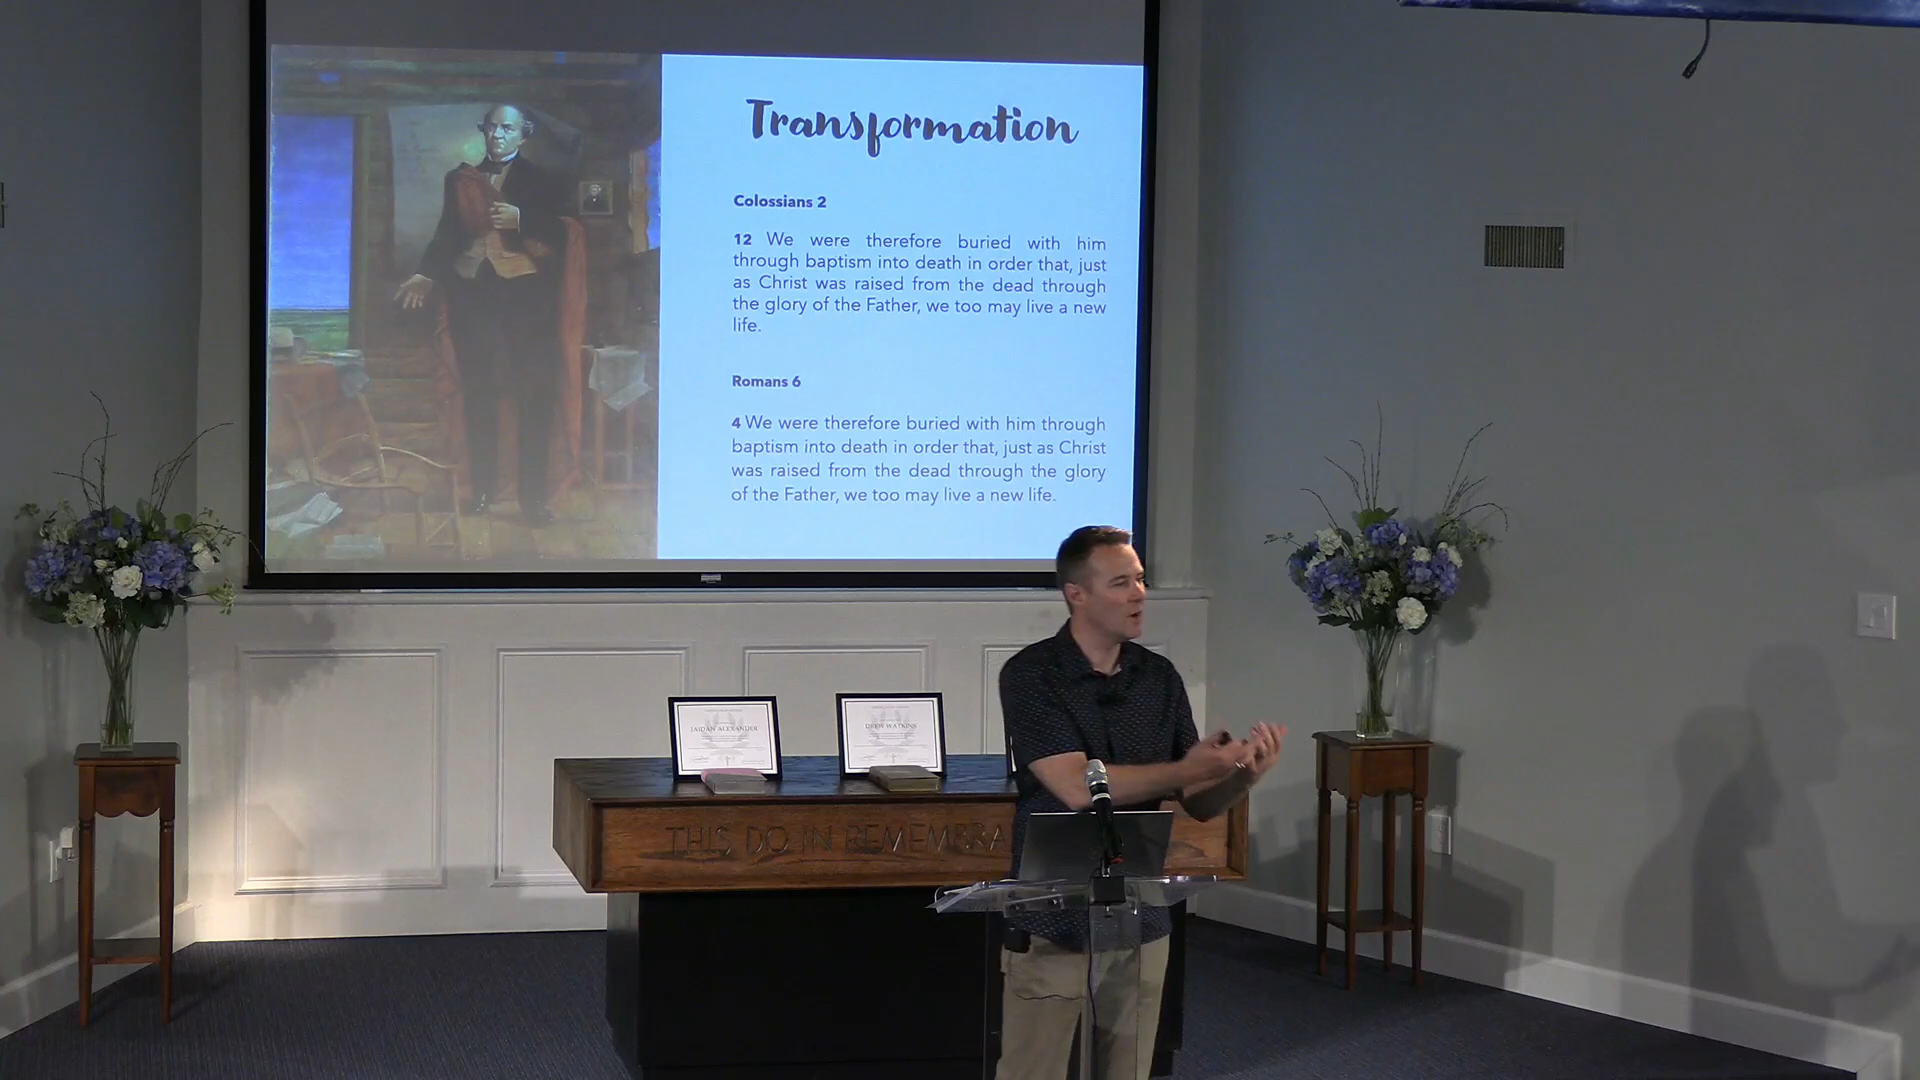 Transformation
Colossians 2
12 We were therefore buried with him
through baptism into death in order that, just
as Christ was raised from the dead through
the glory of the Father, we too may live a new
life.
Romans 6
4 We were therefore buried with him through
baptism into death in order that, just as Christ
was raised from the dead through the glory
of the Father, we too may live a new life.
JAIDAN ALEXANDER
DREW WATKINS
THIS DO IN REMEMBRA